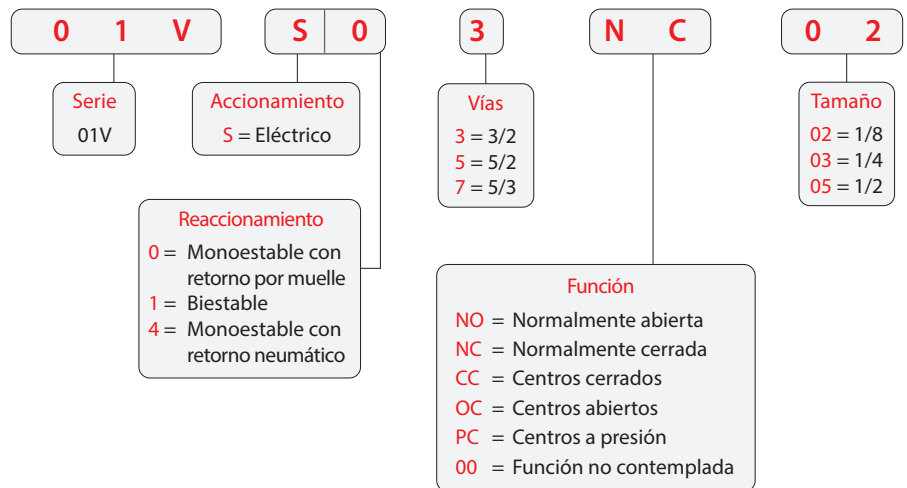 0 1 V S 0 3 N C 0 2
Serie
01V
Accionamiento
S = Eléctrico
Vías
3 = 3/2
5 = 5/2
7 = 5/3
Tamaño
02 = 1/8
03 = 1/4
05 = 1/2
Reaccionamiento
0 = Monoestable con
retorno por muelle
1 = Biestable
4 = Monoestable con
retorno neumático
Función
NO = Normalmente abierta
NC = Normalmente cerrada
CC = Centros cerrados
OC = Centros abiertos
PC = Centros a presión
00 = Función no contemplada